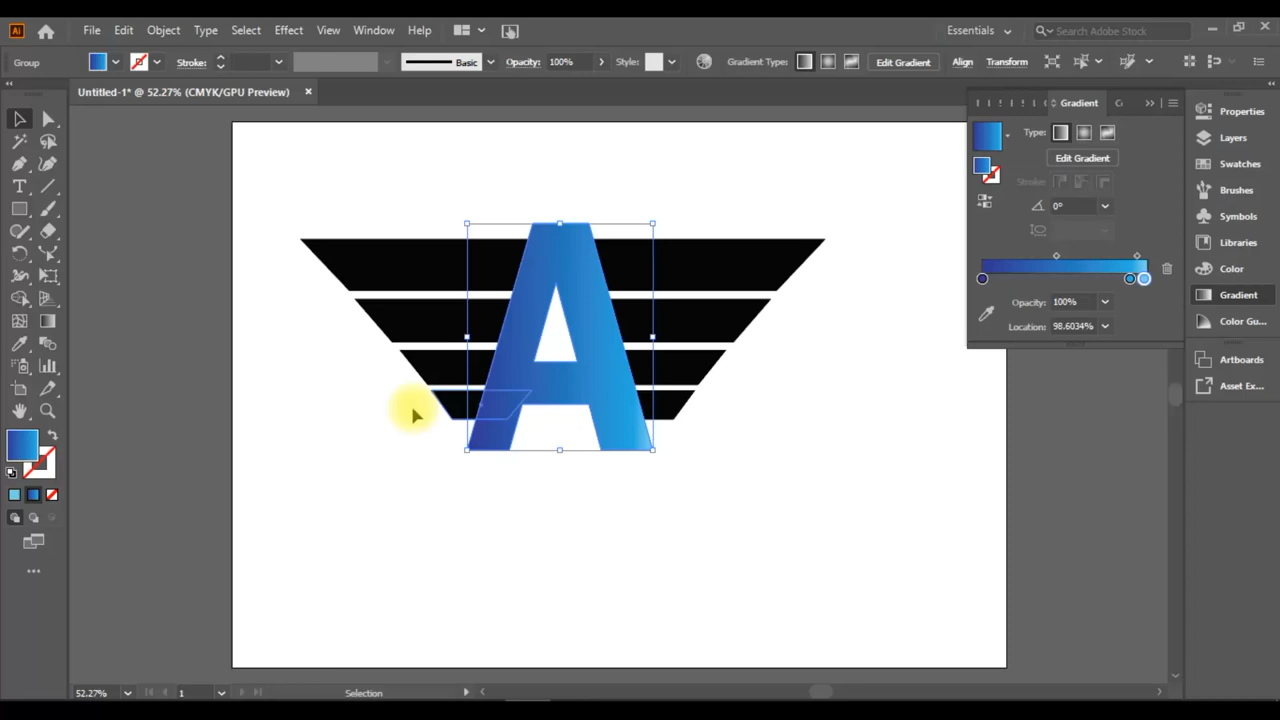 Ai File Edit Object Type Select Effect View Window Help Essentials Search Adobe Stock
Group Stroke: Basic Opacity: 100% Style: Gradient Type: Edit Gradient Align Transform
Untitled-1* @ 52.27% (CMYK/GPU Preview) ×
Gradient
Type:
Edit Gradient
Stroke:
0°
Opacity: 100%
Location: 98.6034%
Properties
Layers
Swatches
Brushes
Symbols
Libraries
Color
Gradient
Color Gu...
Artboards
Asset Ex...
A
52.27% 1 Selection